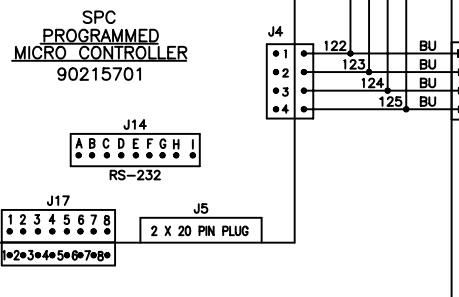 SPC
PROGRAMMED
MICRO CONTROLLER
90215701
J4
1 122 BU
2 123 BU
3 124 BU
4 125 BU
J14
A B C D E F G H I
RS-232
J17
1 2 3 4 5 6 7 8
1 2 3 4 5 6 7 8
J5
2 X 20 PIN PLUG